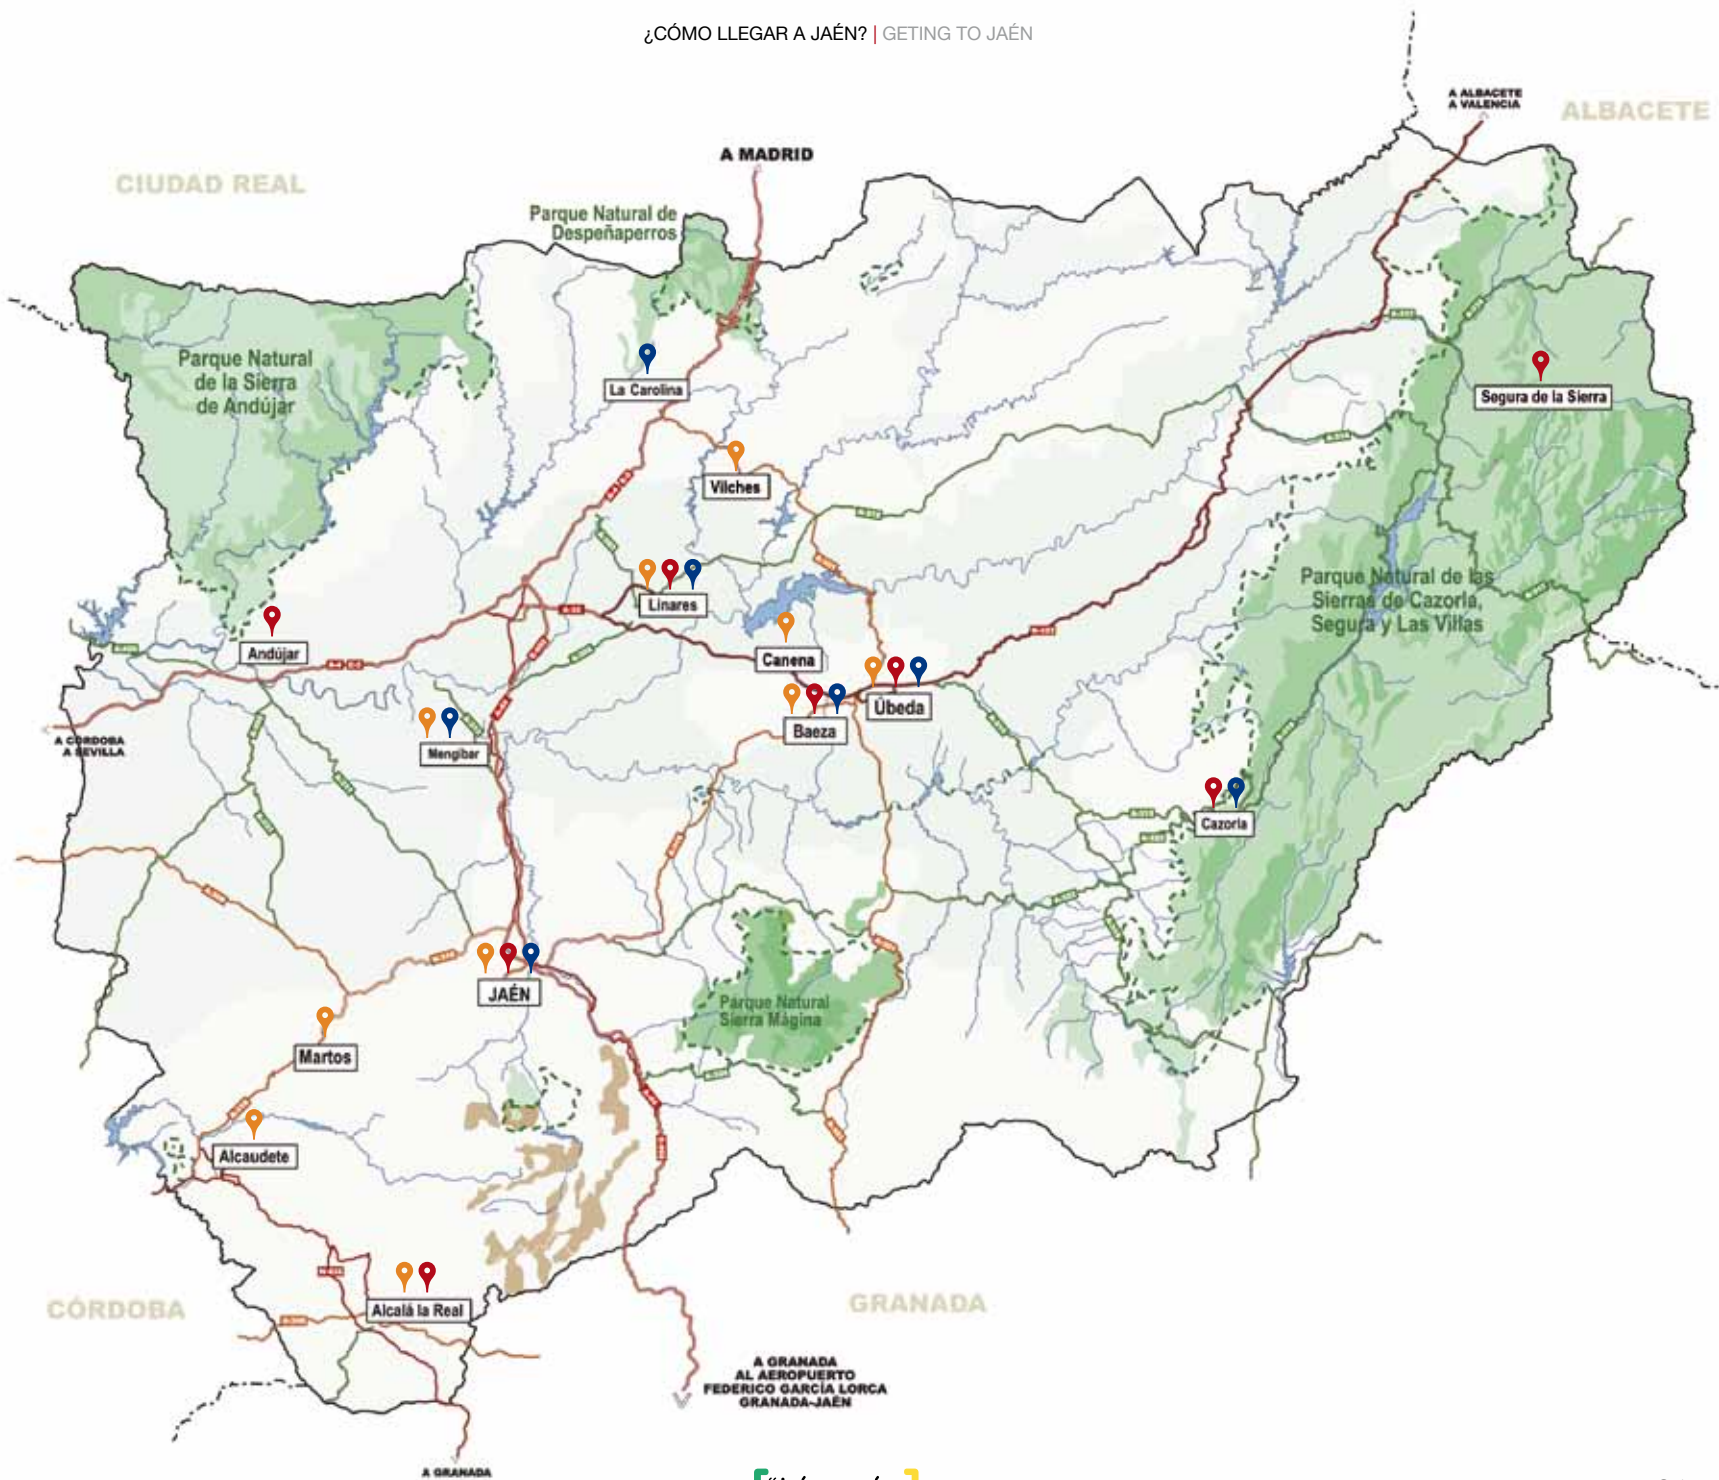 ¿CÓMO LLEGAR A JAÉN? | GETING TO JAÉN
A ALBACETE
A VALENCIA
ALBACETE
A MADRID
CIUDAD REAL
Parque Natural de
Despeñaperros
Parque Natural
de la Sierra
de Andújar
La Carolina
Segura de la Sierra
Vilches
Linares
Parque Natural de las
Sierras de Cazorla,
Segura y Las Villas
Andújar
Canena
Úbeda
Baeza
A CÓRDOBA
A SEVILLA
Mengibar
Cazorla
JAÉN
Parque Natural
Sierra Mágina
Martos
Alcaudete
Alcalá la Real
CÓRDOBA
GRANADA
A GRANADA
AL AEROPUERTO
FEDERICO GARCÍA LORCA
GRANADA-JAÉN
A GRANADA